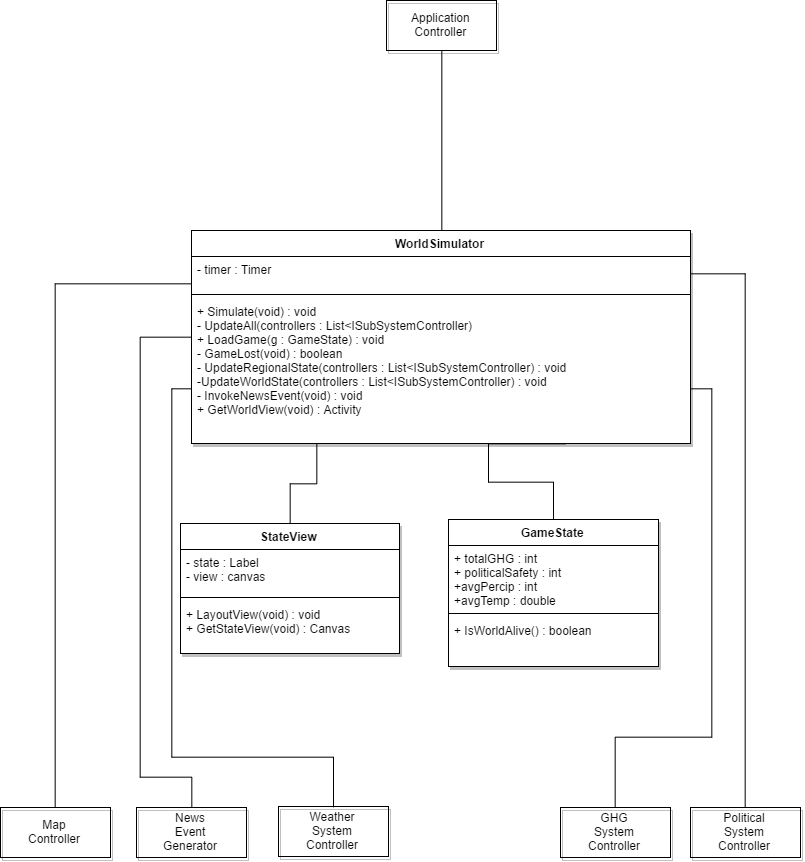 Application
Controller
WorldSimulator
- timer : Timer
+ Simulate(void) : void
- UpdateAll(controllers : List<ISubSystemController)
+ LoadGame(g : GameState) : void
- GameLost(void) : boolean
- UpdateRegionalState(controllers : List<ISubSystemController) : void
-UpdateWorldState(controllers : List<ISubSystemController) : void
- InvokeNewsEvent(void) : void
+ GetWorldView(void) : Activity
StateView
- state : Label
- view : canvas
+ LayoutView(void) : void
+ GetStateView(void) : Canvas
GameState
+ totalGHG : int
+ politicalSafety : int
+avgPercip : int
+avgTemp : double
+ IsWorldAlive() : boolean
Map
Controller
News
Event
Generator
Weather
System
Controller
GHG
System
Controller
Political
System
Controller